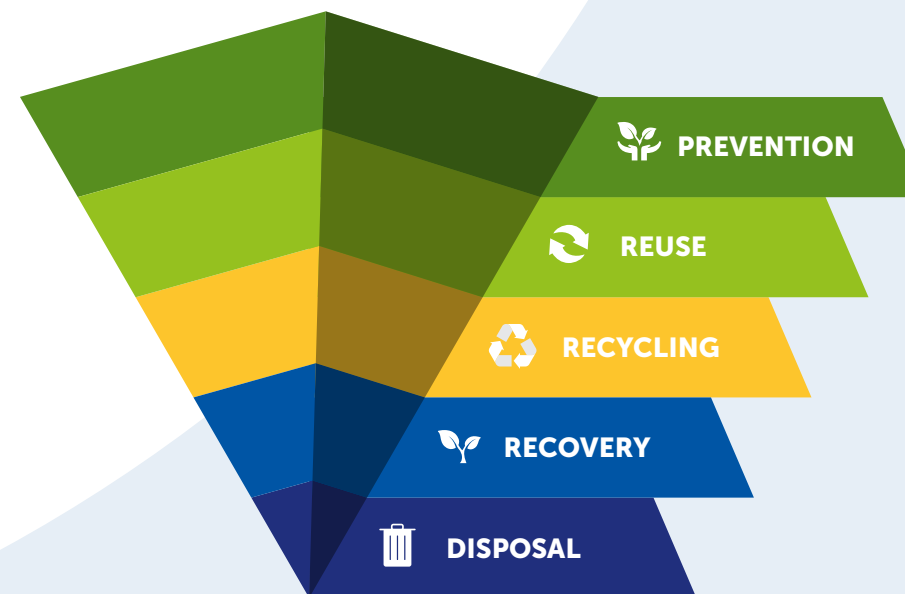 PREVENTION
REUSE
RECYCLING
RECOVERY
DISPOSAL